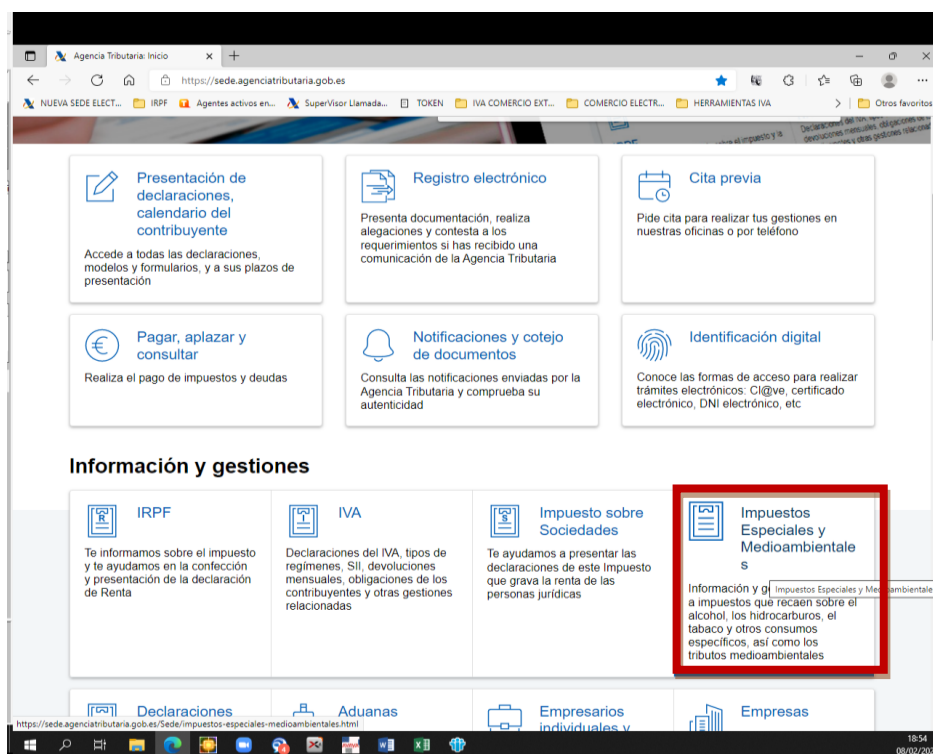 Agencia Tributaria: Inicio
https://sede.agenciatributaria.gob.es
NUEVA SEDE ELECT... IRPF Agentes activos en... SuperVisor Llamada... TOKEN IVA COMERCIO EXT... COMERCIO ELECTR... HERRAMIENTAS IVA Otros favoritos
Presentación de
declaraciones,
calendario del
contribuyente
Accede a todas las declaraciones,
modelos y formularios, y a sus plazos de
presentación
Registro electrónico
Presenta documentación, realiza
alegaciones y contesta a los
requerimientos si has recibido una
comunicación de la Agencia Tributaria
Cita previa
Pide cita para realizar tus gestiones en
nuestras oficinas o por teléfono
Pagar, aplazar y
consultar
Realiza el pago de impuestos y deudas
Notificaciones y cotejo
de documentos
Consulta las notificaciones enviadas por la
Agencia Tributaria y comprueba su
autenticidad
Identificación digital
Conoce las formas de acceso para realizar
trámites electrónicos: Cl@ve, certificado
electrónico, DNI electrónico, etc
Información y gestiones
IRPF
Te informamos sobre el impuesto
y te ayudamos en la confección
y presentación de la declaración
de Renta
IVA
Declaraciones del IVA, tipos de
regímenes, SII, devoluciones
mensuales, obligaciones de los
contribuyentes y otras gestiones
relacionadas
Impuesto sobre
Sociedades
Te ayudamos a presentar las
declaraciones de este Impuesto
que grava la renta de las
personas jurídicas
Impuestos
Especiales y
Medioambientale
s
Información y g
Impuestos Especiales y Medioambientale
a impuestos que recaen sobre el
alcohol, los hidrocarburos, el
tabaco y otros consumos
específicos, así como los
tributos medioambientales
Declaraciones
Aduanas
Empresarios
individuales y
Empresas
https://sede.agenciatributaria.gob.es/Sede/impuestos-especiales-medioambientales.html
18:54
08/02/202